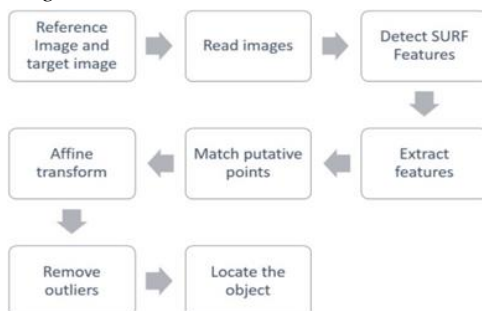 Reference
Image and
target image
Read images
Detect SURF
Features
Extract
features
Match putative
points
Affine
transform
Remove
outliers
Locate the
object